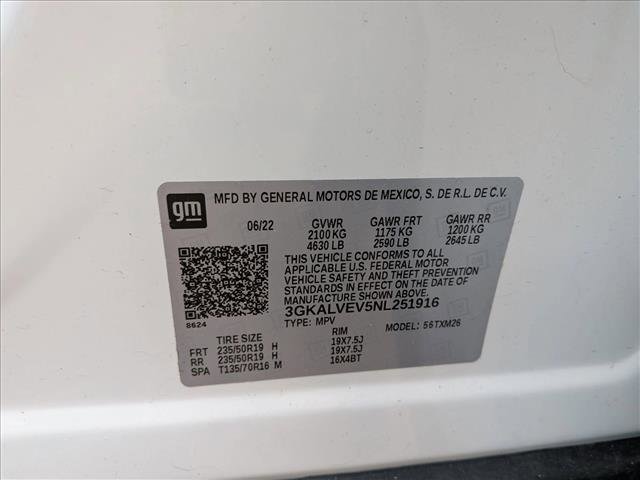 gm
MFD BY GENERAL MOTORS DE MEXICO, S. DE R.L. DE C.V.
06/22 GVWR GAWR FRT GAWR RR
2100 KG 1175 KG 1200 KG
4630 LB 2590 LB 2645 LB
THIS VEHICLE CONFORMS TO ALL
APPLICABLE U.S. FEDERAL MOTOR
VEHICLE SAFETY AND THEFT PREVENTION
STANDARDS IN EFFECT ON THE DATE
OF MANUFACTURE SHOWN ABOVE.
3GKALVEV5NL251916
8624 TYPE: MPV MODEL: 56TXM26
TIRE SIZE RIM
FRT 235/50R19 H 19X7.5J
RR 235/50R19 H 19X7.5J
SPA T135/70R16 M 16X4BT